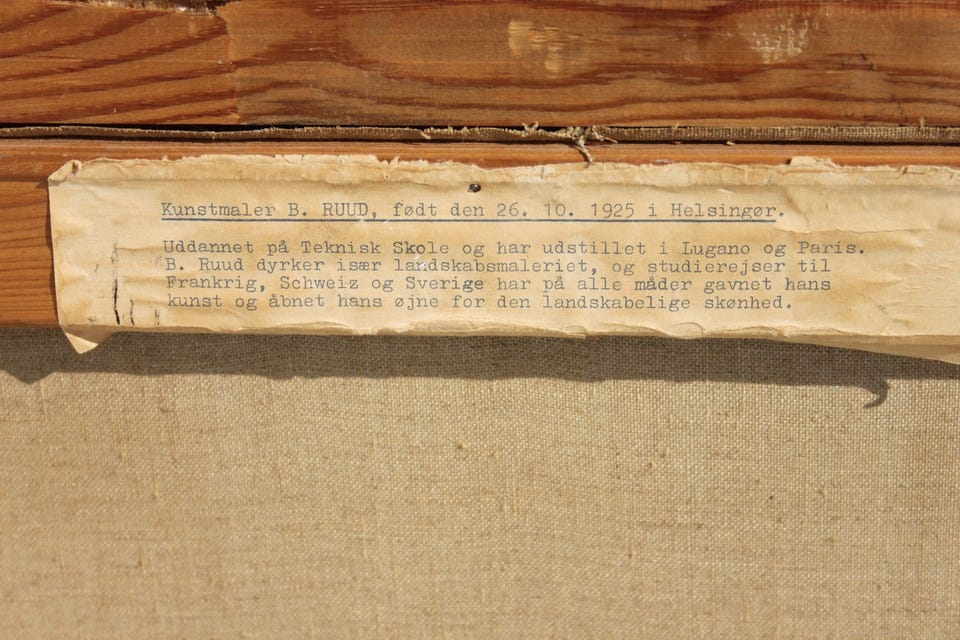 Kunstmaler B. RUUD, født den 26. 10. 1925 i Helsingør.
Uddannet på Teknisk Skole og har udstillet i Lugano og Paris.
B. Ruud dyrker især landskabsmaleriet, og studierejser til
Frankrig, Schweiz og Sverige har på alle måder gavnet hans
kunst og åbnet hans øjne for den landskabelige skønhed.